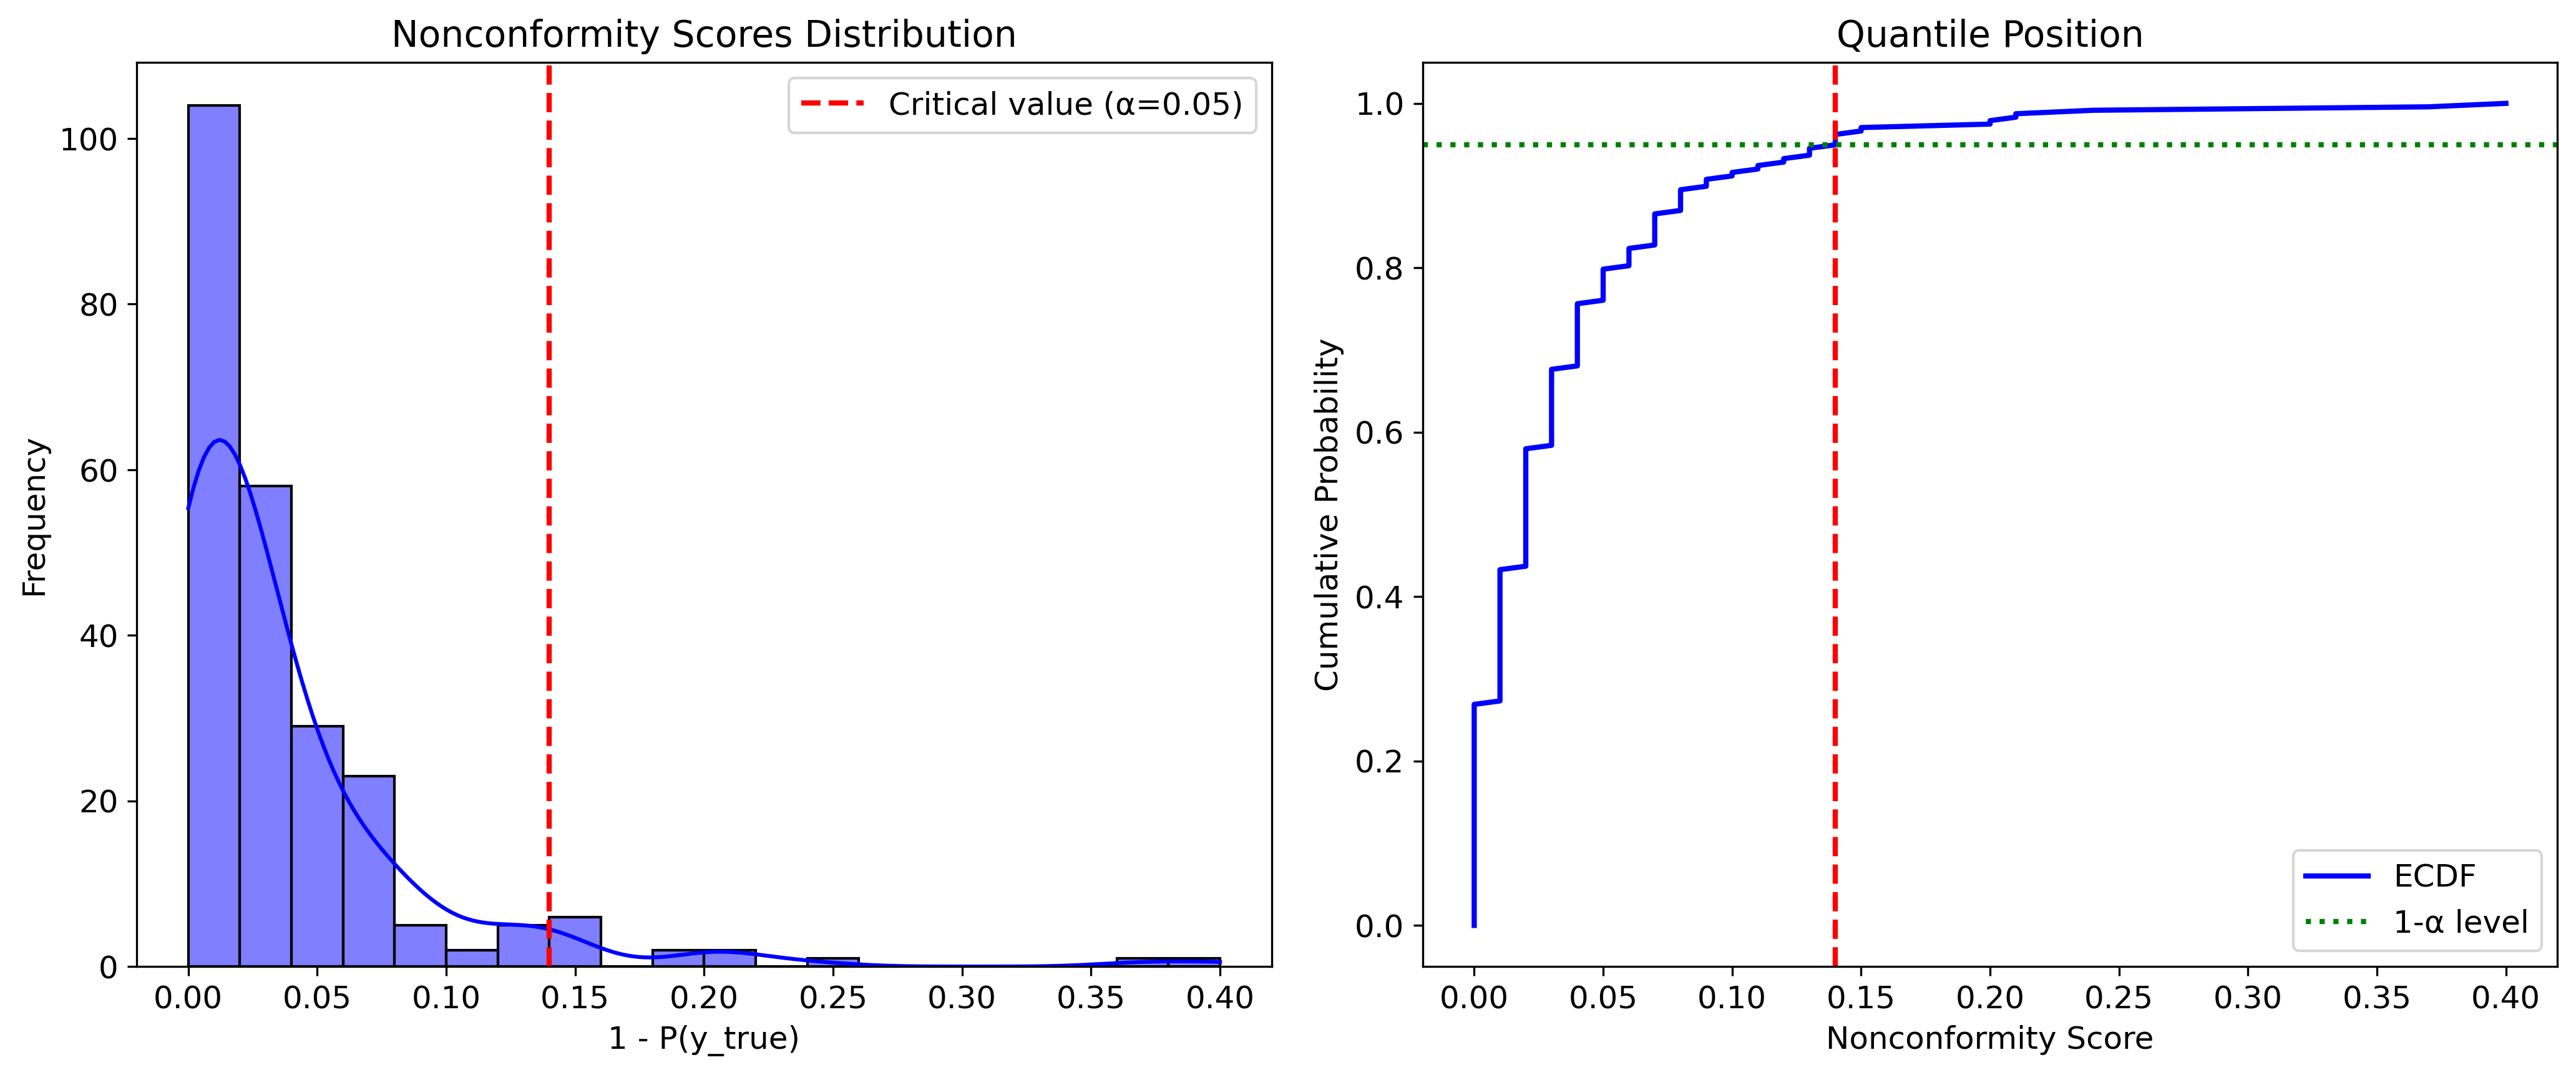 Nonconformity Scores Distribution
Critical value (α=0.05)
Frequency
100
80
60
40
20
0
0.00 0.05 0.10 0.15 0.20 0.25 0.30 0.35 0.40
1 - P(y_true)
Quantile Position
Cumulative Probability
1.0
0.8
0.6
0.4
0.2
0.0
ECDF
1-α level
0.00 0.05 0.10 0.15 0.20 0.25 0.30 0.35 0.40
Nonconformity Score